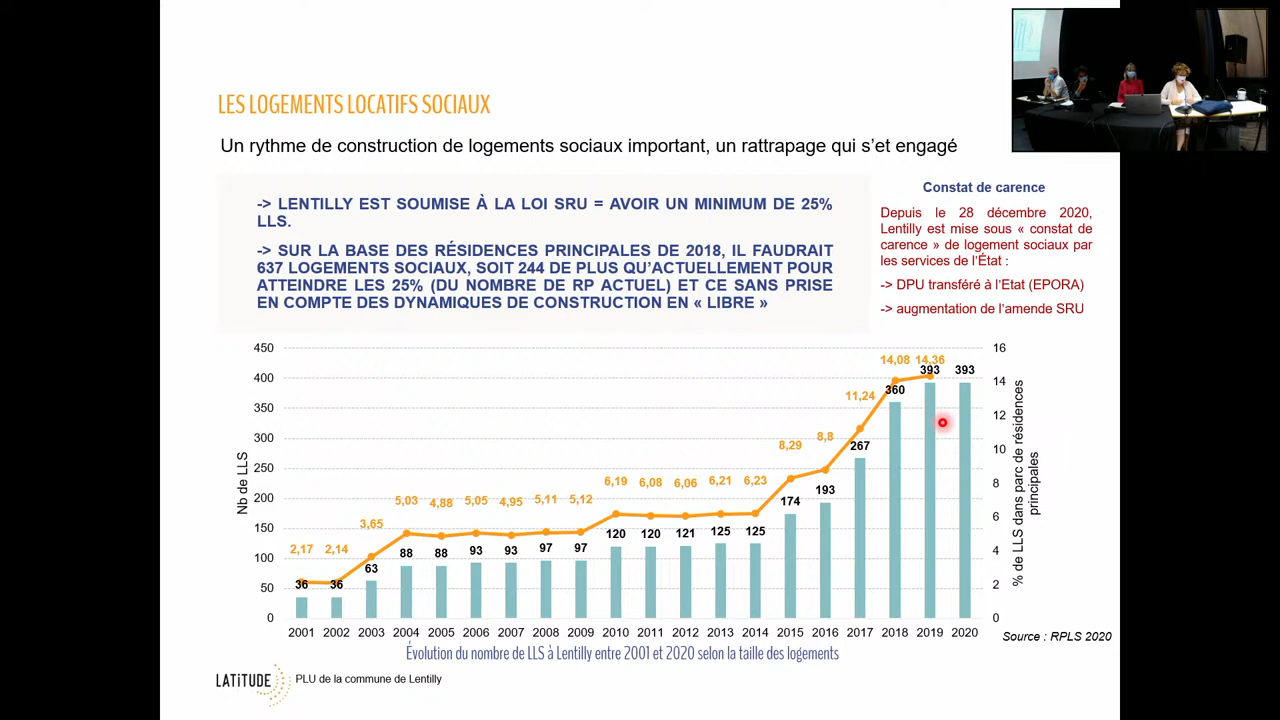 LES LOGEMENTS LOCATIFS SOCIAUX
Un rythme de construction de logements sociaux important, un rattrapage qui s'et engagé
-> LENTILLY EST SOUMISE À LA LOI SRU = AVOIR UN MINIMUM DE 25%
LLS.
-> SUR LA BASE DES RÉSIDENCES PRINCIPALES DE 2018, IL FAUDRAIT
637 LOGEMENTS SOCIAUX, SOIT 244 DE PLUS QU'ACTUELLEMENT POUR
ATTEINDRE LES 25% (DU NOMBRE DE RP ACTUEL) ET CE SANS PRISE
EN COMPTE DES DYNAMIQUES DE CONSTRUCTION EN « LIBRE »
Constat de carence
Depuis le 28 décembre 2020,
Lentilly est mise sous « constat de
carence » de logement sociaux par
les services de l'État :
-> DPU transféré à l'Etat (EPORA)
-> augmentation de l'amende SRU
Nb de LLS
450
400
350
300
250
200
150
100
50
0
2,17 2,14 3,65 5,03 4,88 5,05 4,95 5,11 5,12 6,19 6,08 6,06 6,21 6,23 8,29 8,8 11,24 14,08 14,36
36 36 63 88 88 93 93 97 97 120 120 121 125 125 174 193 267 360 393 393
16
14
12
10
8
6
4
2
0
% de LLS dans parc de résidences
principales
2001 2002 2003 2004 2005 2006 2007 2008 2009 2010 2011 2012 2013 2014 2015 2016 2017 2018 2019 2020
Source : RPLS 2020
Évolution du nombre de LLS à Lentilly entre 2001 et 2020 selon la taille des logements
LATITUDE
PLU de la commune de Lentilly